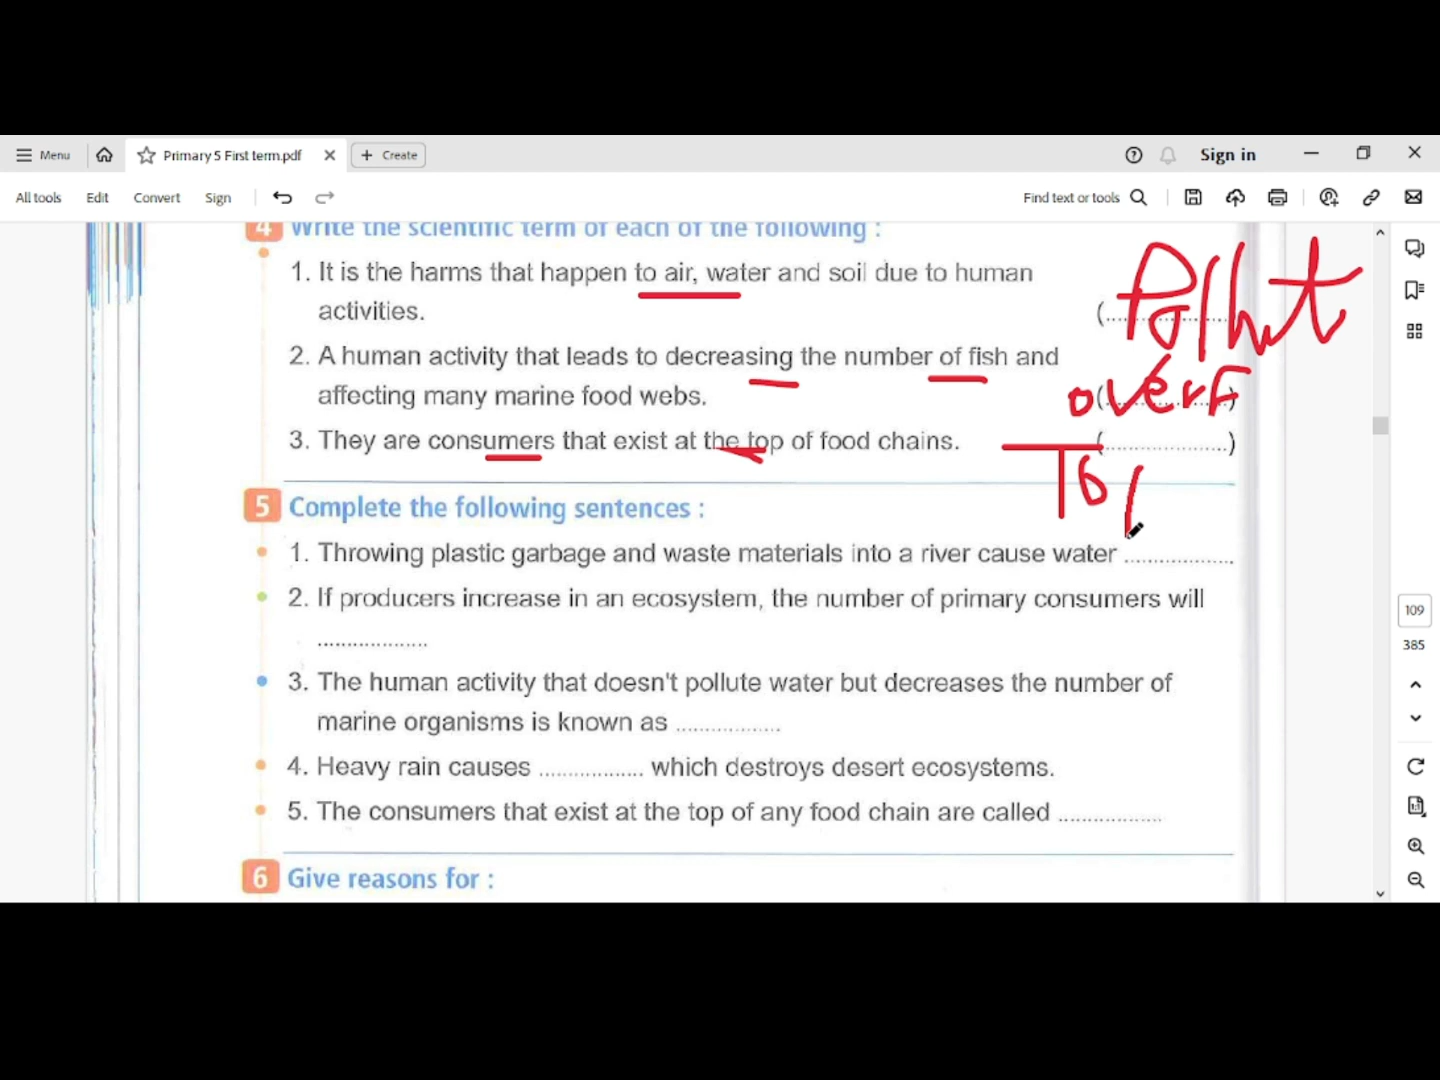 Menu Primary 5 First term.pdf Create Sign in
All tools Edit Convert Sign Find text or tools
4 Write the scientific term of each of the following :
1. It is the harms that happen to air, water and soil due to human
activities. (....................
Pollut
2. A human activity that leads to decreasing the number of fish and
affecting many marine food webs. (..................)
overf
3. They are consumers that exist at the top of food chains. (..................)
Top
5 Complete the following sentences :
1. Throwing plastic garbage and waste materials into a river cause water ................
2. If producers increase in an ecosystem, the number of primary consumers will
................
3. The human activity that doesn't pollute water but decreases the number of
marine organisms is known as ................
4. Heavy rain causes ................ which destroys desert ecosystems.
5. The consumers that exist at the top of any food chain are called ................
6 Give reasons for :
109
385